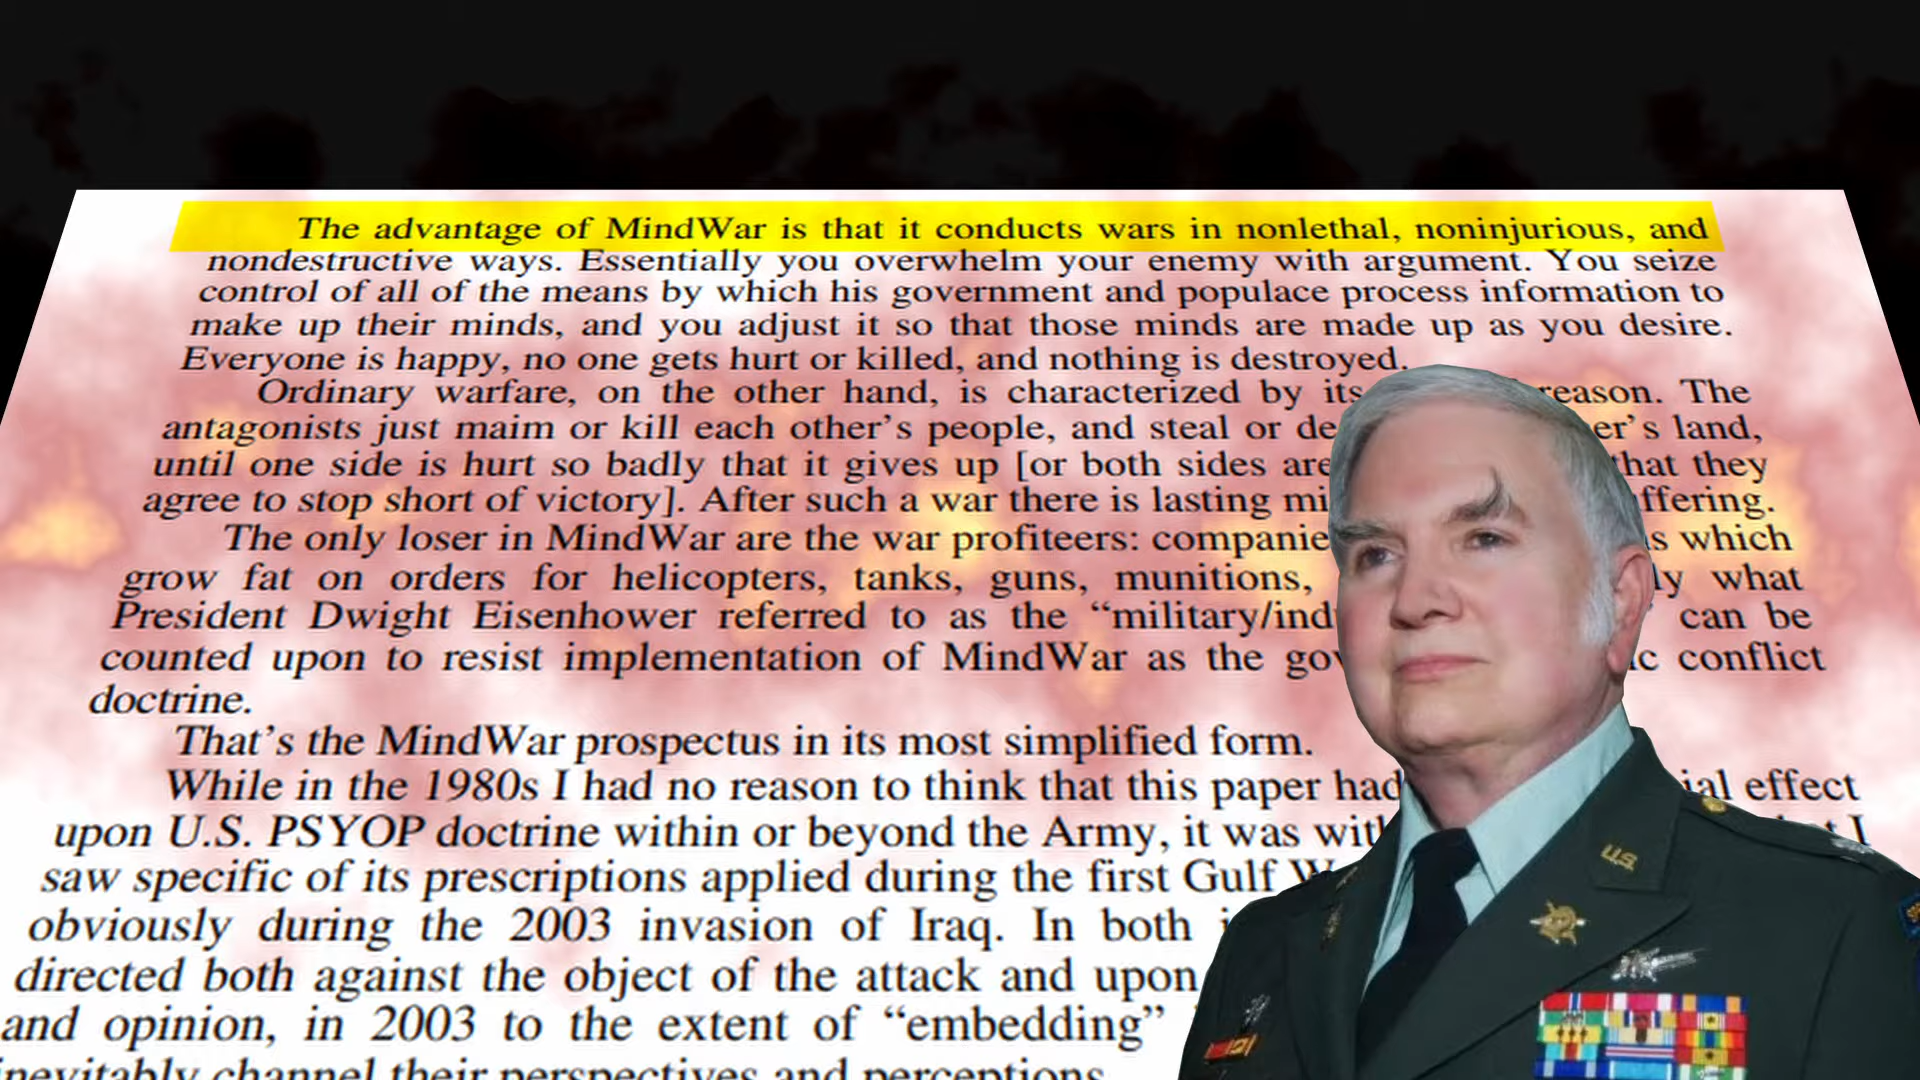 The advantage of MindWar is that it conducts wars in nonlethal, noninjurious, and
nondestructive ways. Essentially you overwhelm your enemy with argument. You seize
control of all of the means by which his government and populace process information to
make up their minds, and you adjust it so that those minds are made up as you desire.
Everyone is happy, no one gets hurt or killed, and nothing is destroyed.
Ordinary warfare, on the other hand, is characterized by its reason. The
antagonists just maim or kill each other's people, and steal or land,
until one side is hurt so badly that it gives up [or both sides are that they
agree to stop short of victory]. After such a war there is lasting
The only loser in MindWar are the war profiteers: which
grow fat on orders for helicopters, tanks, guns, munitions, what
President Dwight Eisenhower referred to as the “military/ can be
counted upon to resist implementation of MindWar as the conflict
doctrine.
That's the MindWar prospectus in its most simplified form.
While in the 1980s I had no reason to think that this paper had effect
upon U.S. PSYOP doctrine within or beyond the Army, it was I
saw specific of its prescriptions applied during the first Gulf
obviously during the 2003 invasion of Iraq. In both
directed both against the object of the attack and upon
and opinion, in 2003 to the extent of “embedding”
inevitably channel their perspectives and perceptions.
U.S.